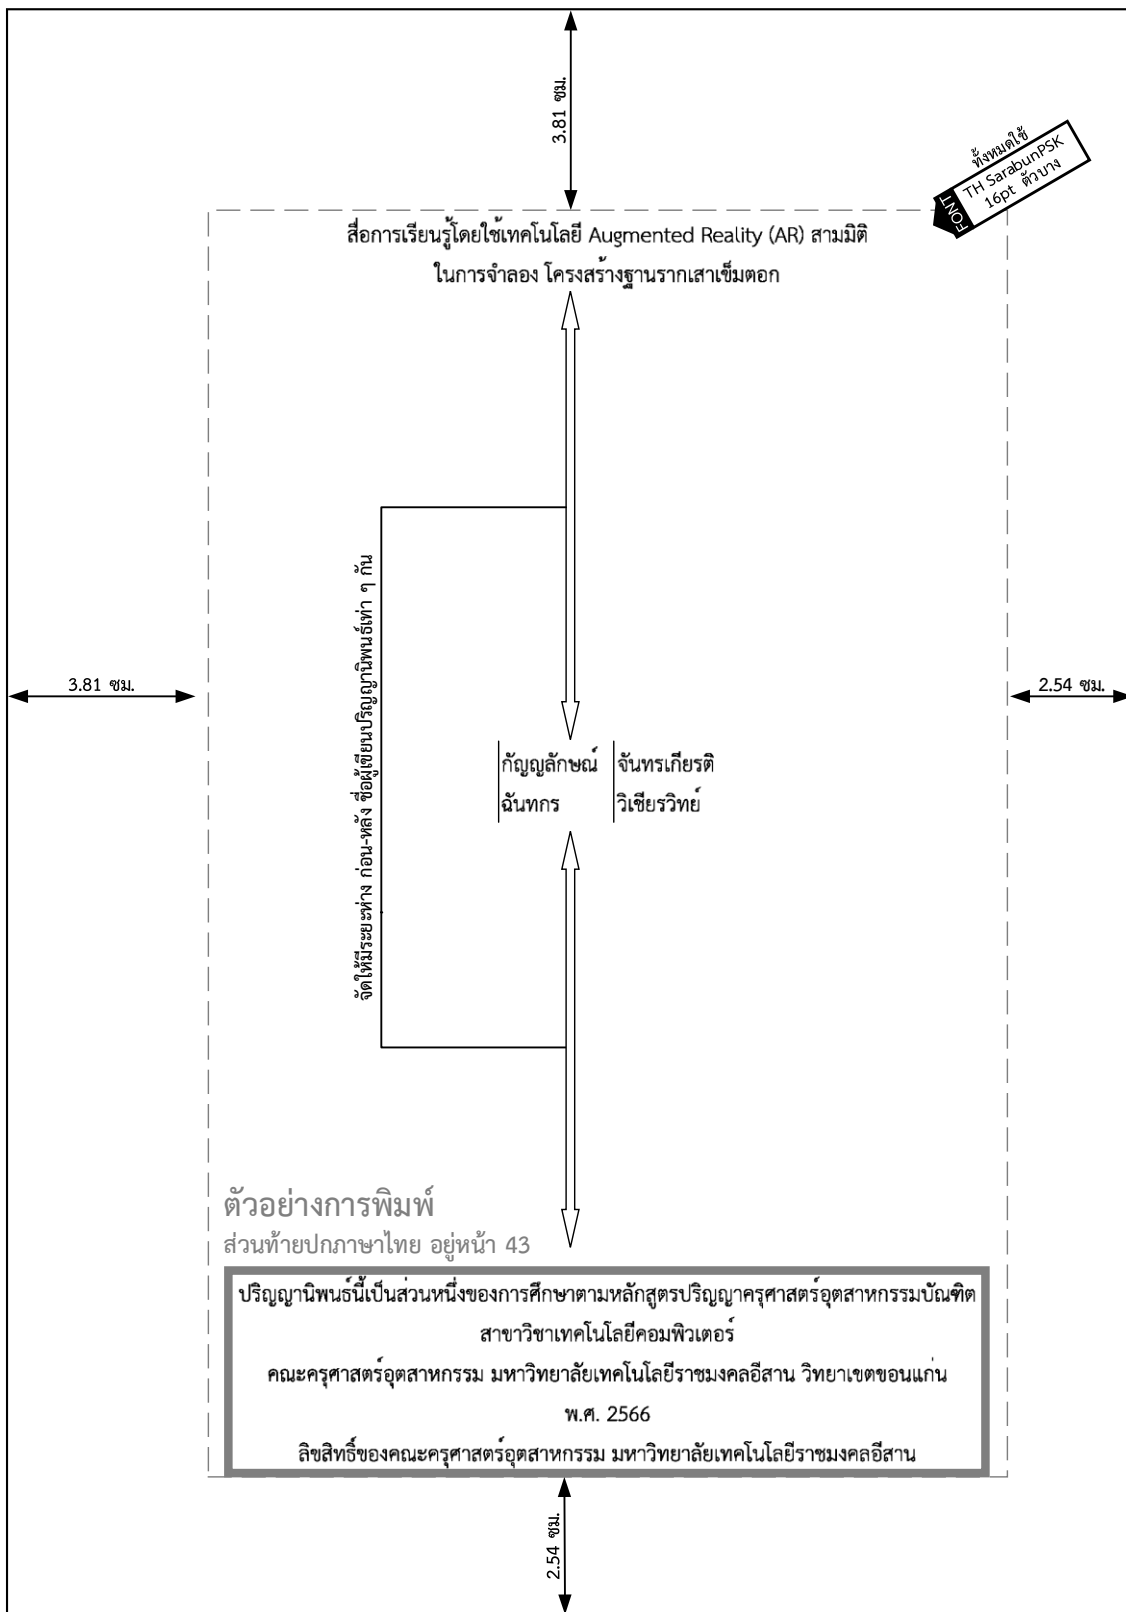 3.81 ซม.
ทั้งหมดใช้
TH SarabunPSK
16pt ตัวบาง
FONT
สื่อการเรียนรู้โดยใช้เทคโนโลยี Augmented Reality (AR) สามมิติ
ในการจำลอง โครงสร้างฐานรากเสาเข็มตอก
จัดให้มีระยะห่าง ก่อน-หลัง ชื่อผู้เขียนปริญญานิพนธ์เท่า ๆ กัน
3.81 ซม.
2.54 ซม.
กัญญลักษณ์ จันทรเกียรติ
ฉันทกร วิเชียรวิทย์
ตัวอย่างการพิมพ์
ส่วนท้ายปกภาษาไทย อยู่หน้า 43
ปริญญานิพนธ์นี้เป็นส่วนหนึ่งของการศึกษาตามหลักสูตรปริญญาครุศาสตร์อุตสาหกรรมบัณฑิต
สาขาวิชาเทคโนโลยีคอมพิวเตอร์
คณะครุศาสตร์อุตสาหกรรม มหาวิทยาลัยเทคโนโลยีราชมงคลอีสาน วิทยาเขตขอนแก่น
พ.ศ. 2566
ลิขสิทธิ์ของคณะครุศาสตร์อุตสาหกรรม มหาวิทยาลัยเทคโนโลยีราชมงคลอีสาน
2.54 ซม.